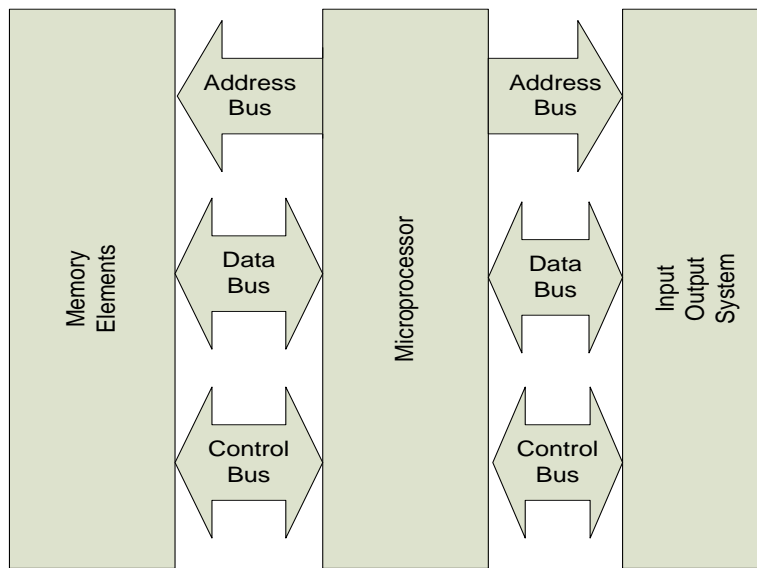 Address
Bus
Address
Bus
Memory
Elements
Data
Bus
Microprocessor
Data
Bus
Input
Output
System
Control
Bus
Control
Bus